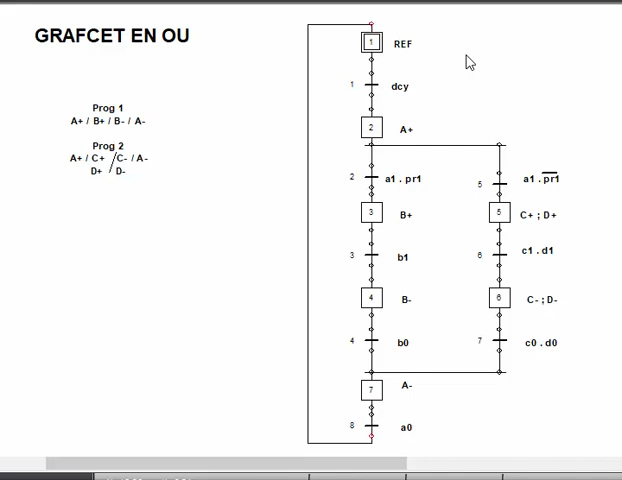 GRAFCET EN OU
Prog 1
A+ / B+ / B- / A-
Prog 2
A+ / C+ / C- / A-
D+ / D-
1 REF
1 dcy
2 A+
2 a1 . pr1
5 a1 . p̅r̅1̅
3 B+
5 C+ ; D+
3 b1
6 c1 . d1
4 B-
6 C- ; D-
4 b0
7 c0 . d0
7 A-
8 a0